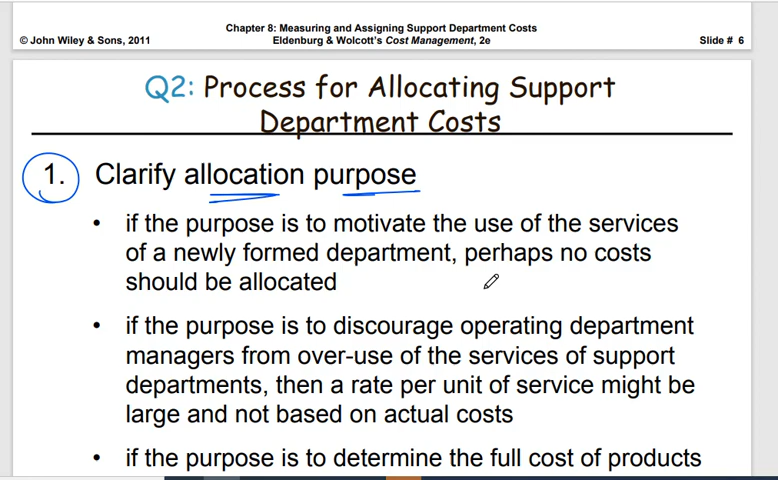 Chapter 8: Measuring and Assigning Support Department Costs
© John Wiley & Sons, 2011 Eldenburg & Wolcott's Cost Management, 2e Slide # 6
Q2: Process for Allocating Support
Department Costs
1. Clarify allocation purpose
• if the purpose is to motivate the use of the services
of a newly formed department, perhaps no costs
should be allocated
• if the purpose is to discourage operating department
managers from over-use of the services of support
departments, then a rate per unit of service might be
large and not based on actual costs
• if the purpose is to determine the full cost of products